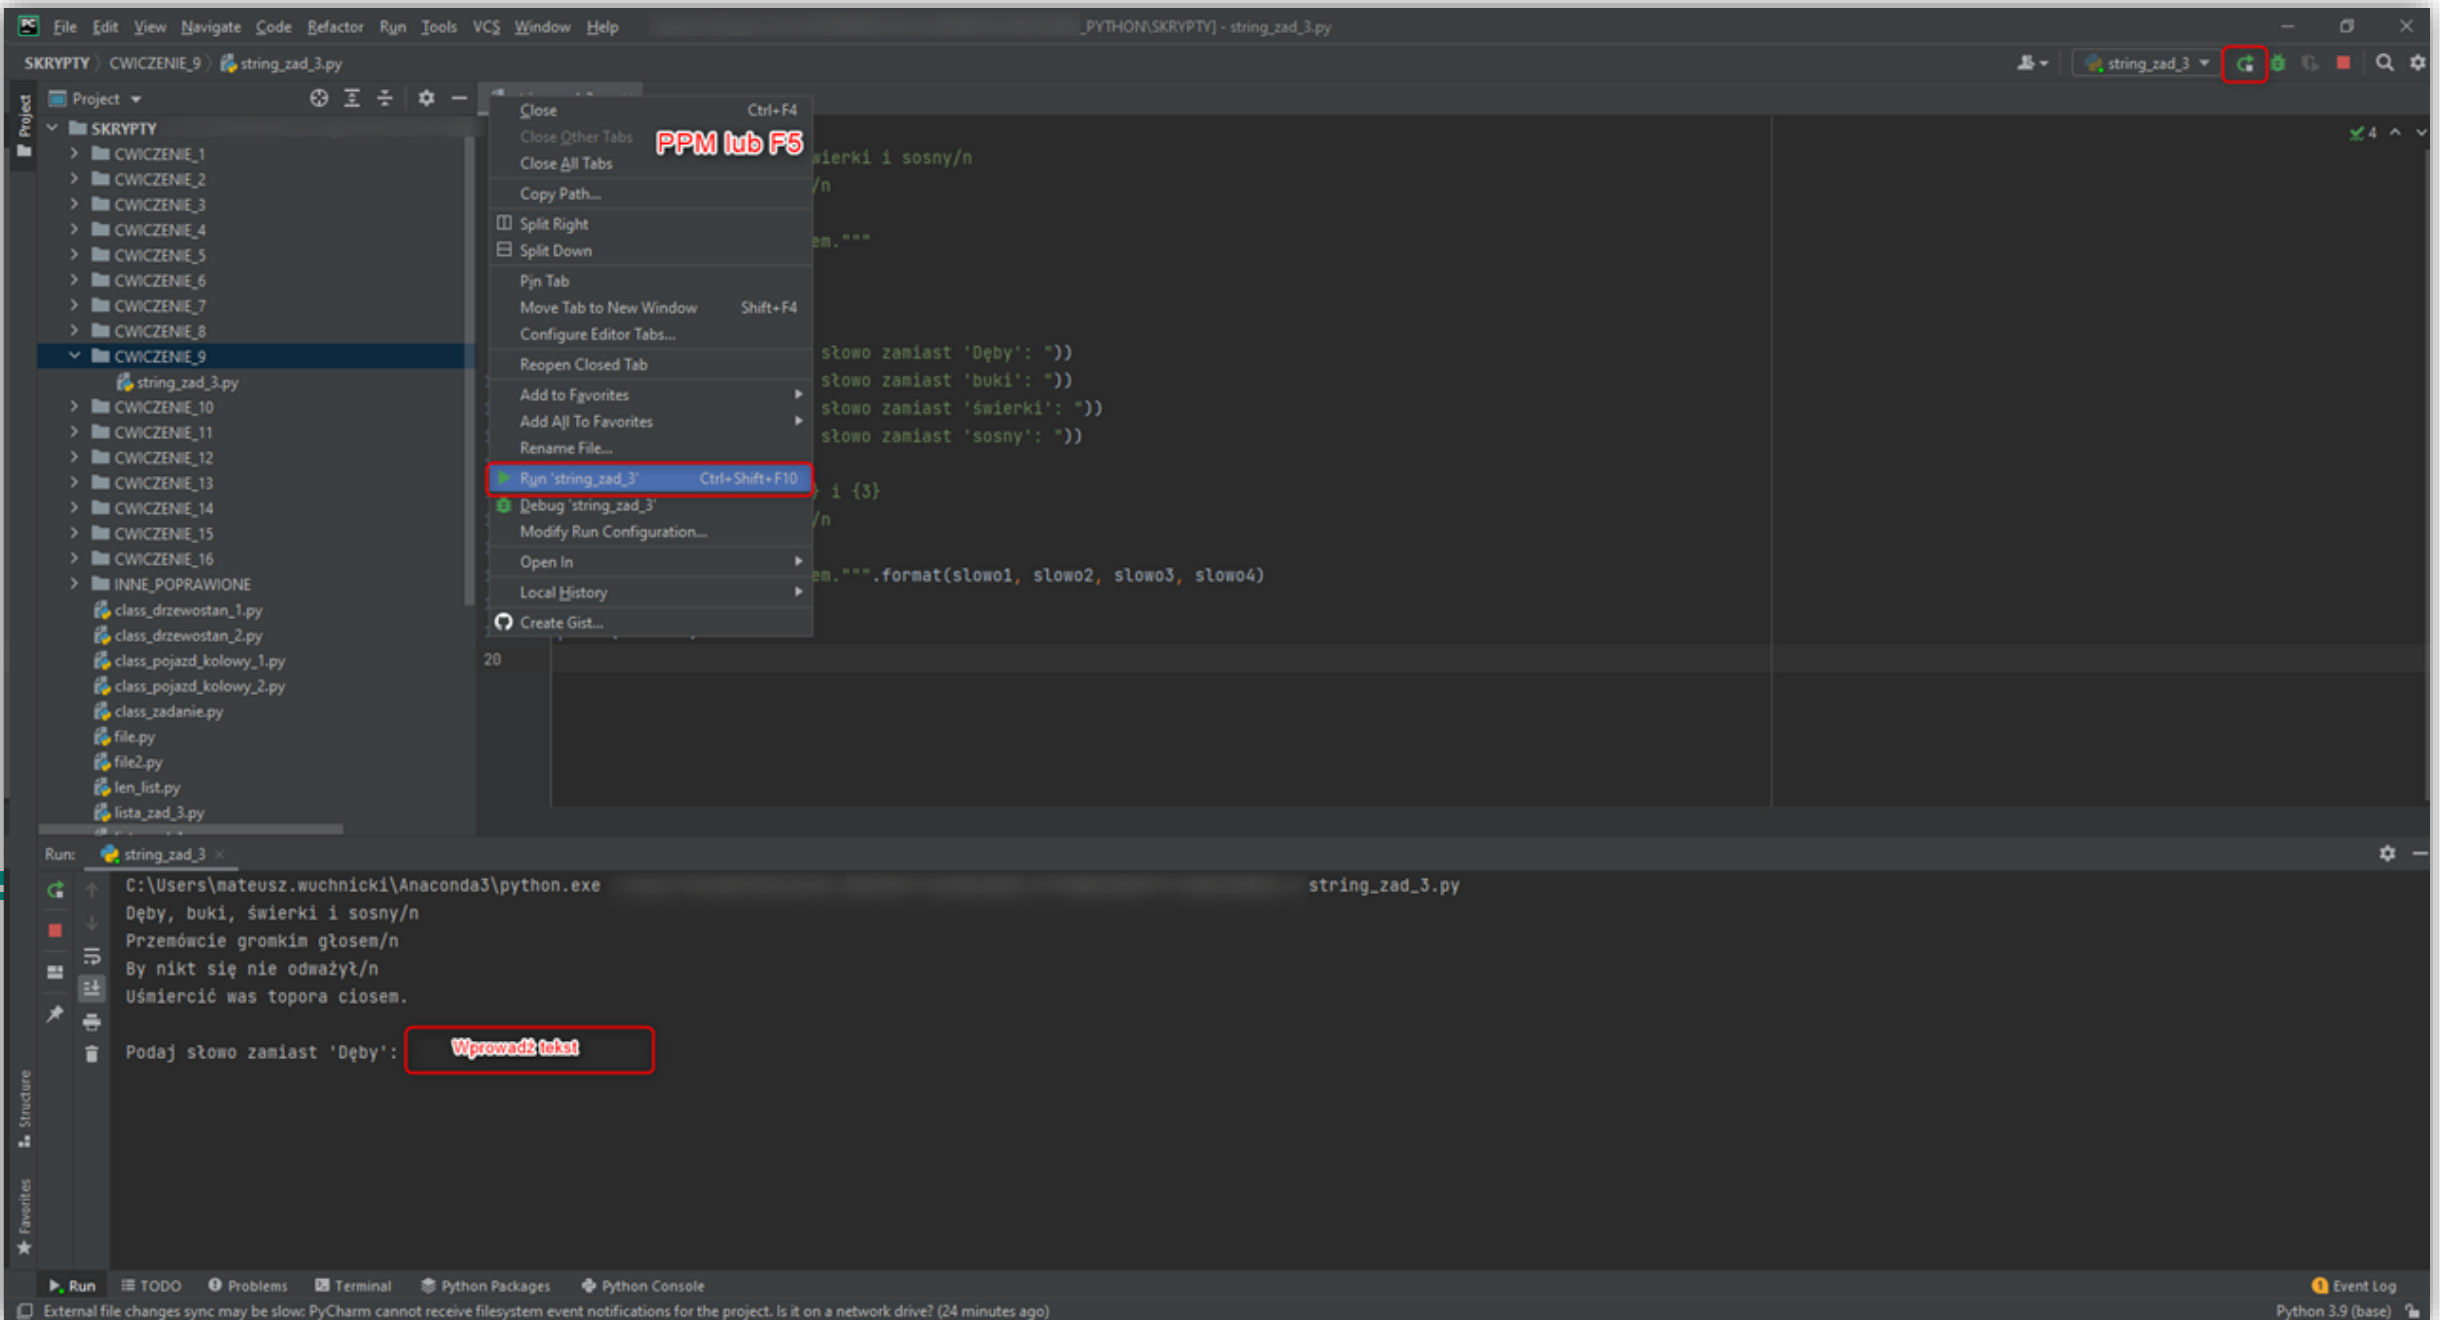 PC File Edit View Navigate Code Refactor Run Tools VCS Window Help _PYTHON\SKRYPTY] - string_zad_3.py
SKRYPTY CWICZENIE_9 string_zad_3.py
string_zad_3
Project
Project
SKRYPTY
CWICZENIE_1
CWICZENIE_2
CWICZENIE_3
CWICZENIE_4
CWICZENIE_5
CWICZENIE_6
CWICZENIE_7
CWICZENIE_8
CWICZENIE_9
string_zad_3.py
CWICZENIE_10
CWICZENIE_11
CWICZENIE_12
CWICZENIE_13
CWICZENIE_14
CWICZENIE_15
CWICZENIE_16
INNE_POPRAWIONE
class_drzewostan_1.py
class_drzewostan_2.py
class_pojazd_kolowy_1.py
class_pojazd_kolowy_2.py
class_zadanie.py
file.py
file2.py
len_list.py
lista_zad_3.py
Close Ctrl+F4
Close Other Tabs
PPM lub F5
Close All Tabs
Copy Path...
Split Right
Split Down
Pin Tab
Move Tab to New Window Shift+F4
Configure Editor Tabs...
Reopen Closed Tab
Add to Favorites
Add All To Favorites
Rename File...
Run 'string_zad_3' Ctrl+Shift+F10
Debug 'string_zad_3'
Modify Run Configuration...
Open In
Local History
Create Gist...
4
wierki i sosny/n
/n
em."""
słowo zamiast 'Dęby': "))
słowo zamiast 'buki': "))
słowo zamiast 'świerki': "))
słowo zamiast 'sosny': "))
} i {3}
/n
em.""".format(slowo1, slowo2, slowo3, slowo4)
20
Run: string_zad_3
C:\Users\mateusz.wuchnicki\Anaconda3\python.exe string_zad_3.py
Dęby, buki, świerki i sosny/n
Przemówcie gromkim głosem/n
By nikt się nie odważył/n
Uśmiercić was topora ciosem.
Podaj słowo zamiast 'Dęby': Wprowadź tekst
Structure
Favorites
Run TODO Problems Terminal Python Packages Python Console 1 Event Log
External file changes sync may be slow: PyCharm cannot receive filesystem event notifications for the project. Is it on a network drive? (24 minutes ago) Python 3.9 (base)